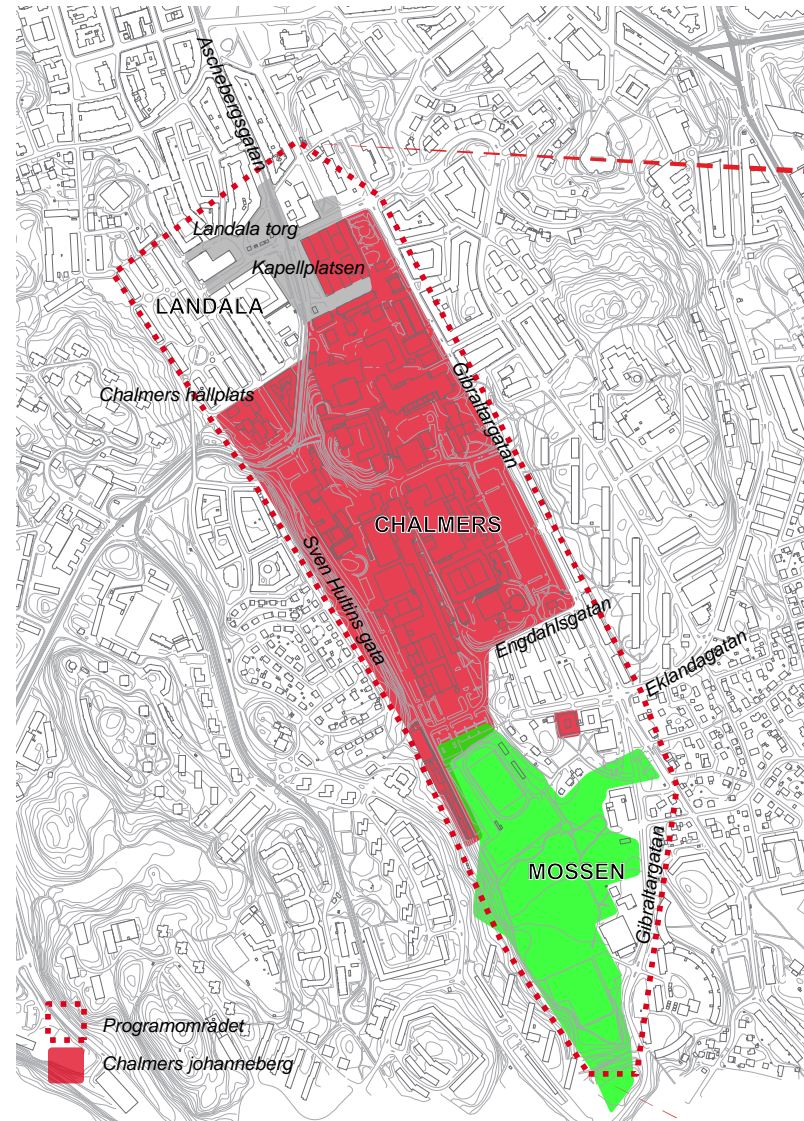 Aschebergsgatan
Landala torg
Kapellplatsen
LANDALA
Chalmers hållplats
Gibraltargatan
CHALMERS
Sven Hultins gata
Engdahlsgatan
Eklandagatan
MOSSEN
Gibraltargatan
Programområdet
Chalmers johanneberg